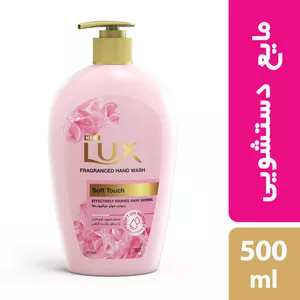 LUX
FRAGRANCED HAND WASH
Soft Touch
EFFECTIVELY WASHES AWAY GERMS
مایع دستشویی
500
ml